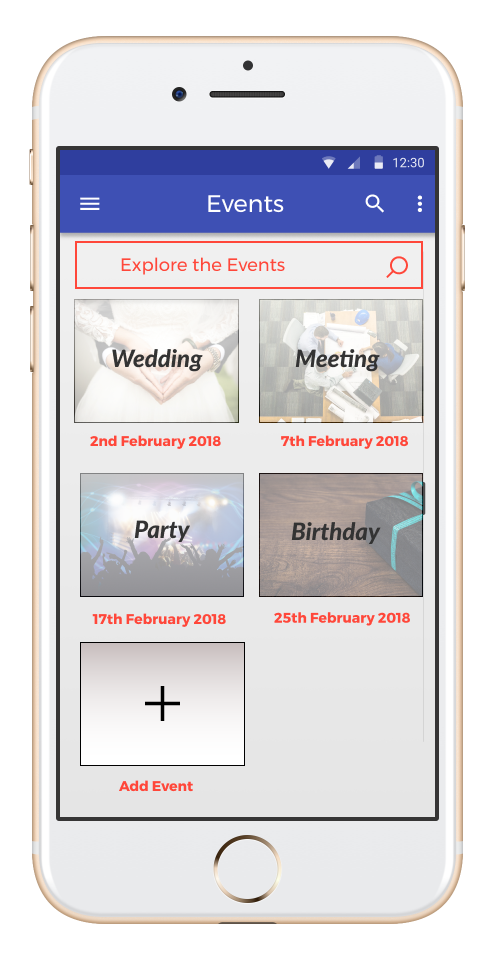 12:30
Events
Explore the Events
Wedding
Meeting
2nd February 2018
7th February 2018
Party
Birthday
17th February 2018
25th February 2018
Add Event